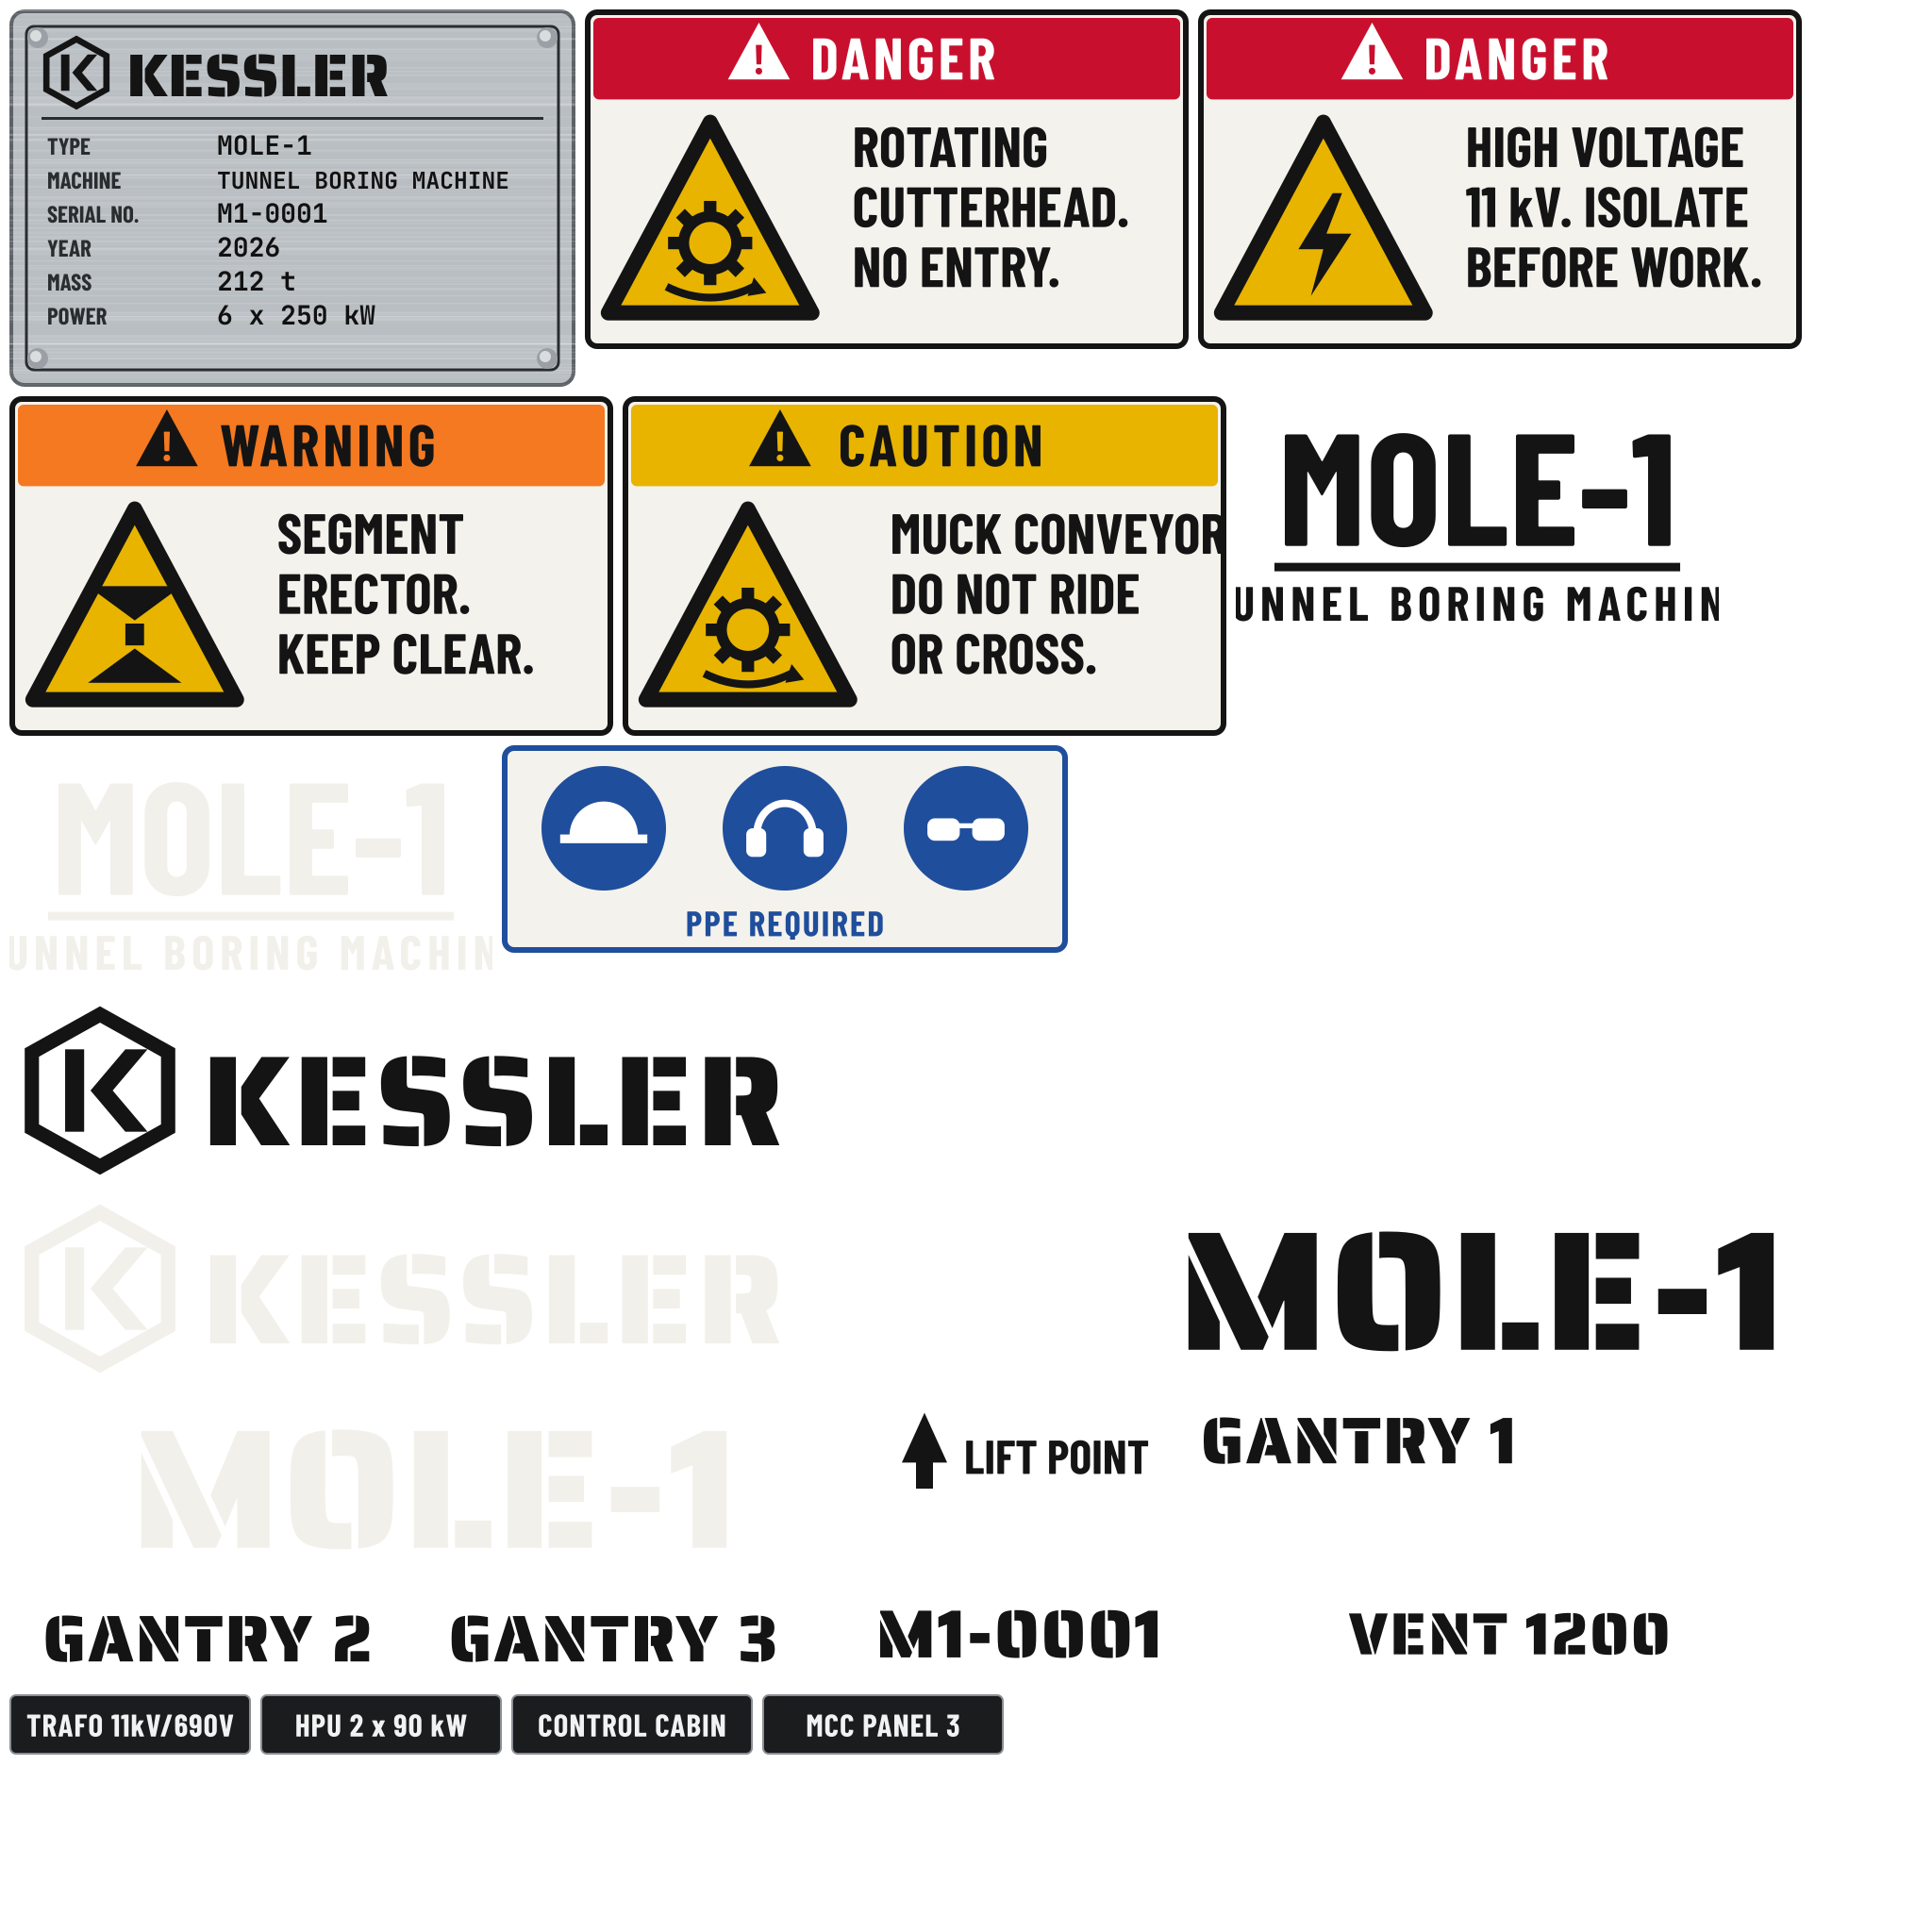 K KESSLER
TYPE MOLE-1
MACHINE TUNNEL BORING MACHINE
SERIAL NO. M1-0001
YEAR 2026
MASS 212 t
POWER 6 x 250 kW
! DANGER
ROTATING
CUTTERHEAD.
NO ENTRY.
! DANGER
HIGH VOLTAGE
11 kV. ISOLATE
BEFORE WORK.
! WARNING
SEGMENT
ERECTOR.
KEEP CLEAR.
! CAUTION
MUCK CONVEYOR
DO NOT RIDE
OR CROSS.
MOLE-1
UNNEL BORING MACHIN
MOLE-1
UNNEL BORING MACHIN
PPE REQUIRED
K KESSLER
K KESSLER
MOLE-1
MOLE-1
LIFT POINT
GANTRY 1
GANTRY 2
GANTRY 3
M1-0001
VENT 1200
TRAFO 11kV/690V
HPU 2 x 90 kW
CONTROL CABIN
MCC PANEL 3